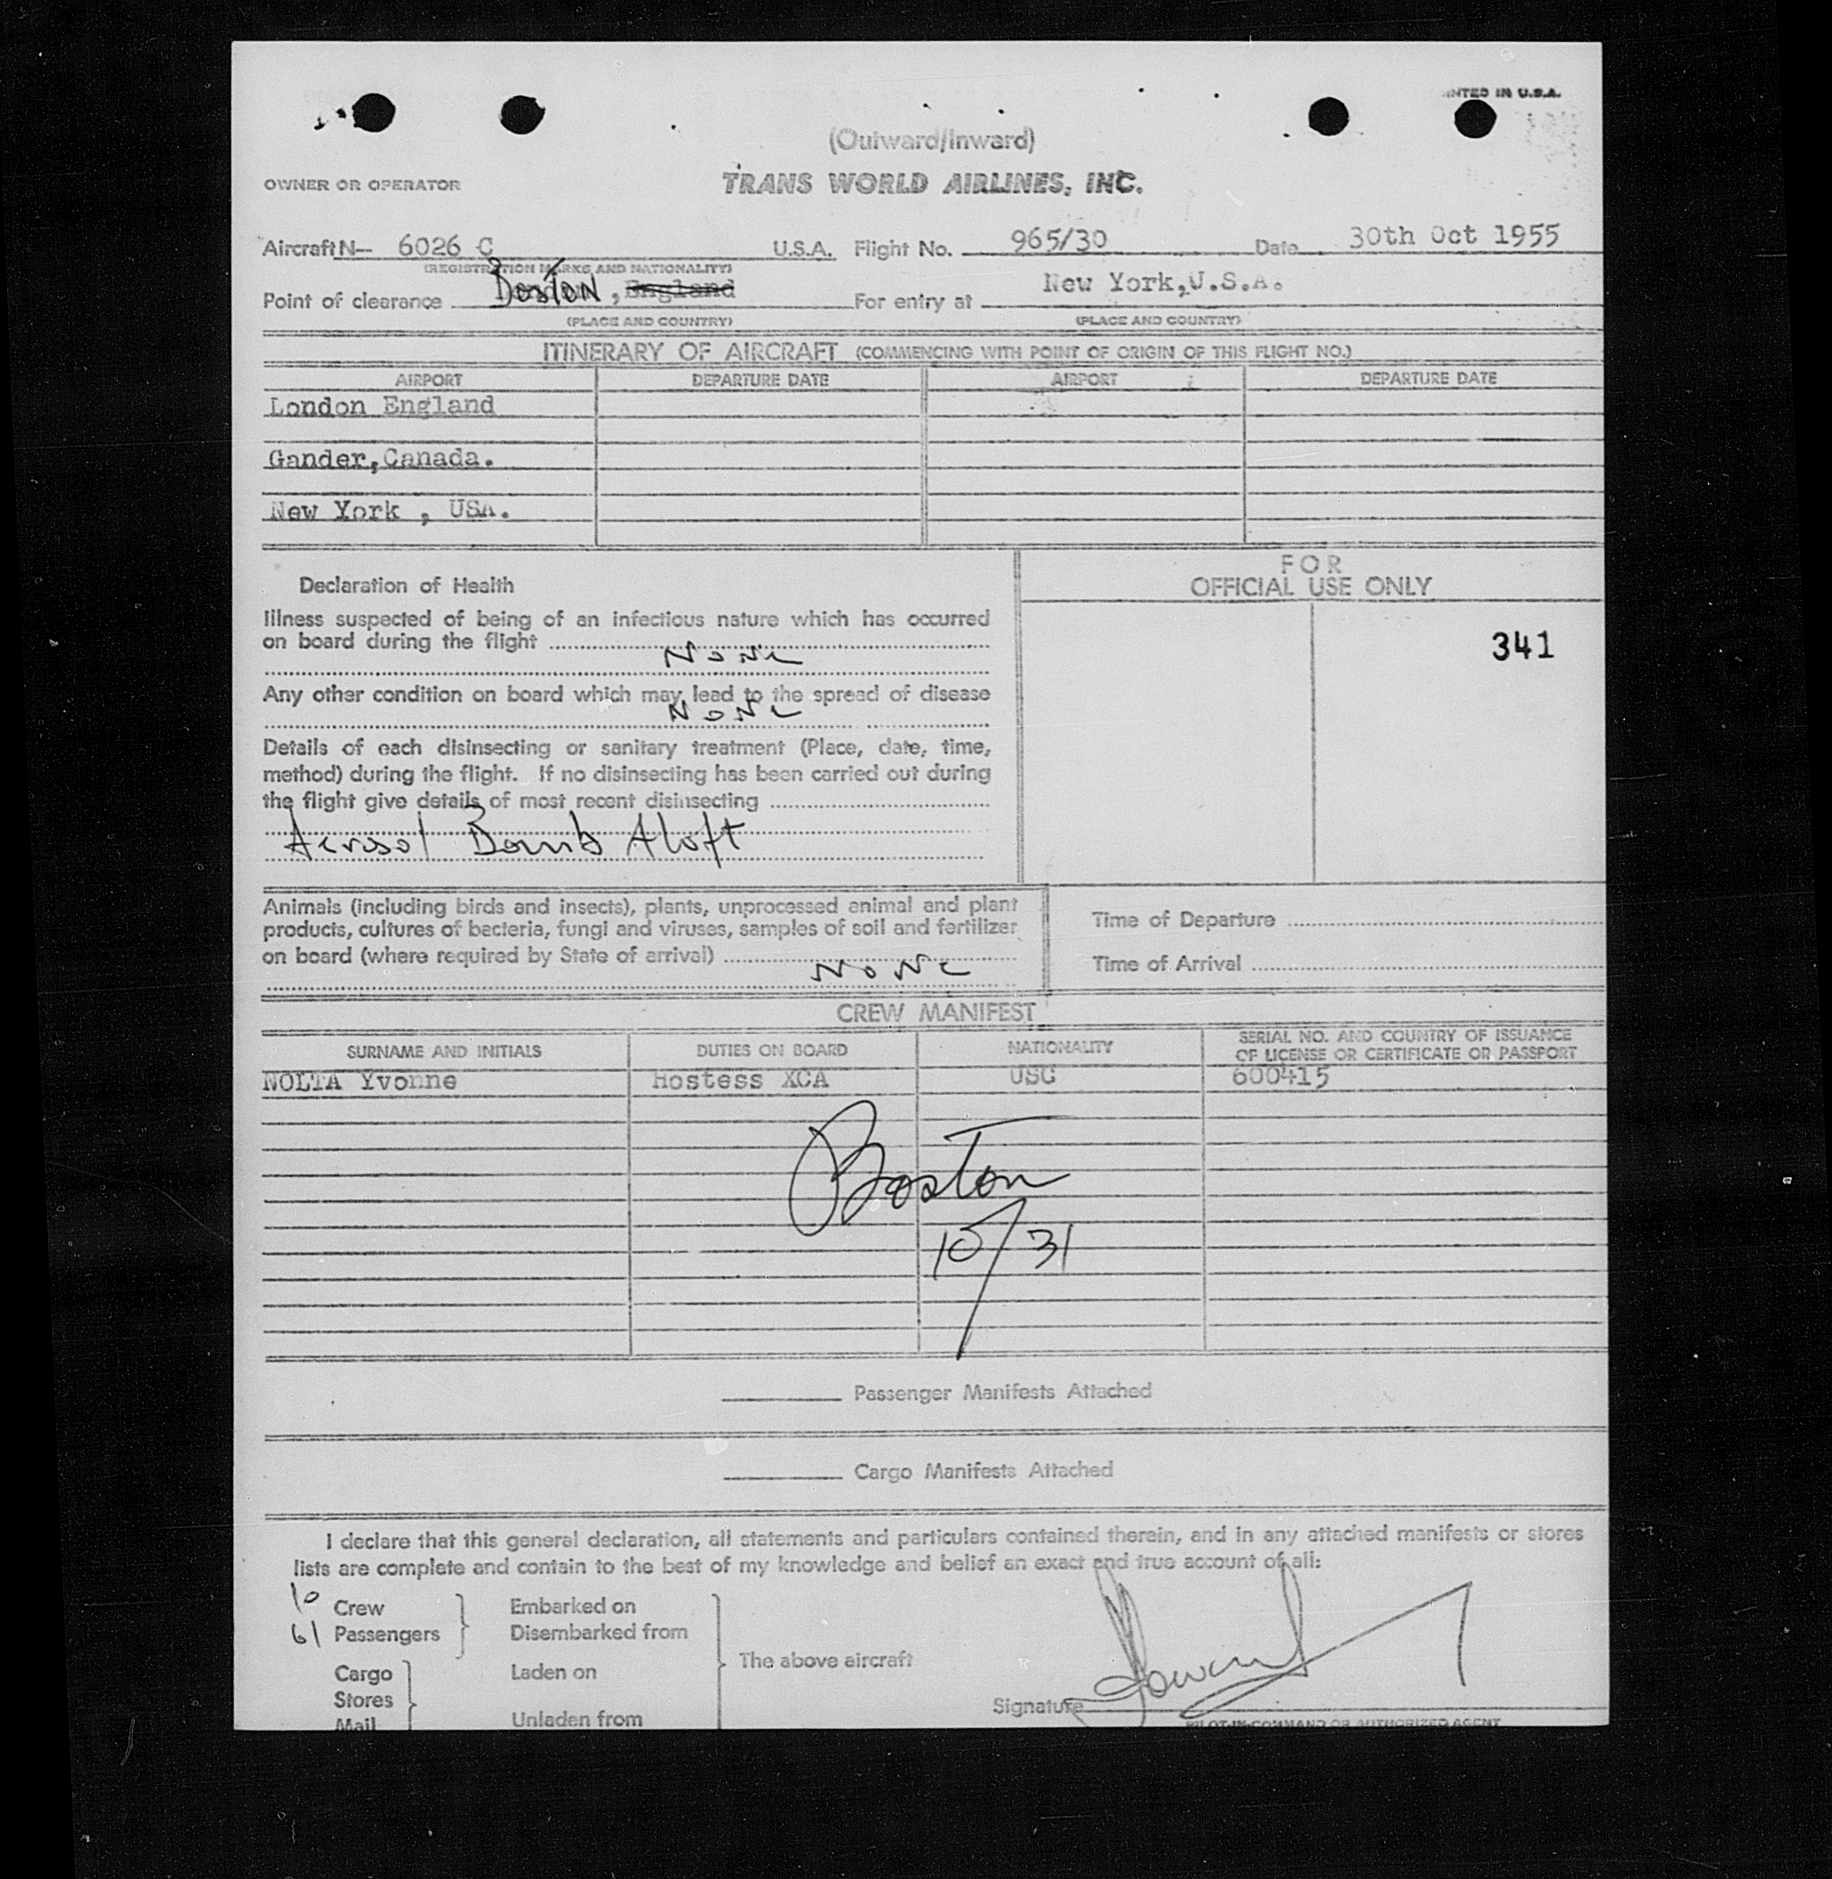 INTED IN U.S.A.
(Outward/Inward)
OWNER OR OPERATOR TRANS WORLD AIRLINES, INC.
Aircraft N-- 6026 C U.S.A. Flight No. 965/30 Date 30th Oct 1955
(REGISTRATION MARKS AND NATIONALITY)
Point of clearance Boston, England For entry at New York,U.S.A.
(PLACE AND COUNTRY) (PLACE AND COUNTRY)
ITINERARY OF AIRCRAFT (COMMENCING WITH POINT OF ORIGIN OF THIS FLIGHT NO.)
AIRPORT DEPARTURE DATE AIRPORT DEPARTURE DATE
London England
Gander,Canada.
New York , USA.
FOR
OFFICIAL USE ONLY
341
Declaration of Health
Illness suspected of being of an infectious nature which has occurred
on board during the flight
NoNe
Any other condition on board which may lead to the spread of disease
NoNe
Details of each disinsecting or sanitary treatment (Place, date, time,
method) during the flight. If no disinsecting has been carried out during
the flight give details of most recent disinsecting
Aerosol Bomb Aloft
Animals (including birds and insects), plants, unprocessed animal and plant
products, cultures of bacteria, fungi and viruses, samples of soil and fertilizer
on board (where required by State of arrival)
NoNe
Time of Departure
Time of Arrival
CREW MANIFEST
SURNAME AND INITIALS DUTIES ON BOARD NATIONALITY SERIAL NO. AND COUNTRY OF ISSUANCE
OF LICENSE OR CERTIFICATE OR PASSPORT
NOLTA Yvonne Hostess XCA USC 600415
Boston
10/31
Passenger Manifests Attached
Cargo Manifests Attached
I declare that this general declaration, all statements and particulars contained therein, and in any attached manifests or stores
lists are complete and contain to the best of my knowledge and belief an exact and true account of all:
10 Crew Embarked on
61 Passengers Disembarked from
The above aircraft
Cargo Laden on
Stores
Signature
Mail Unladen from
PILOT-IN-COMMAND OR AUTHORIZED AGENT